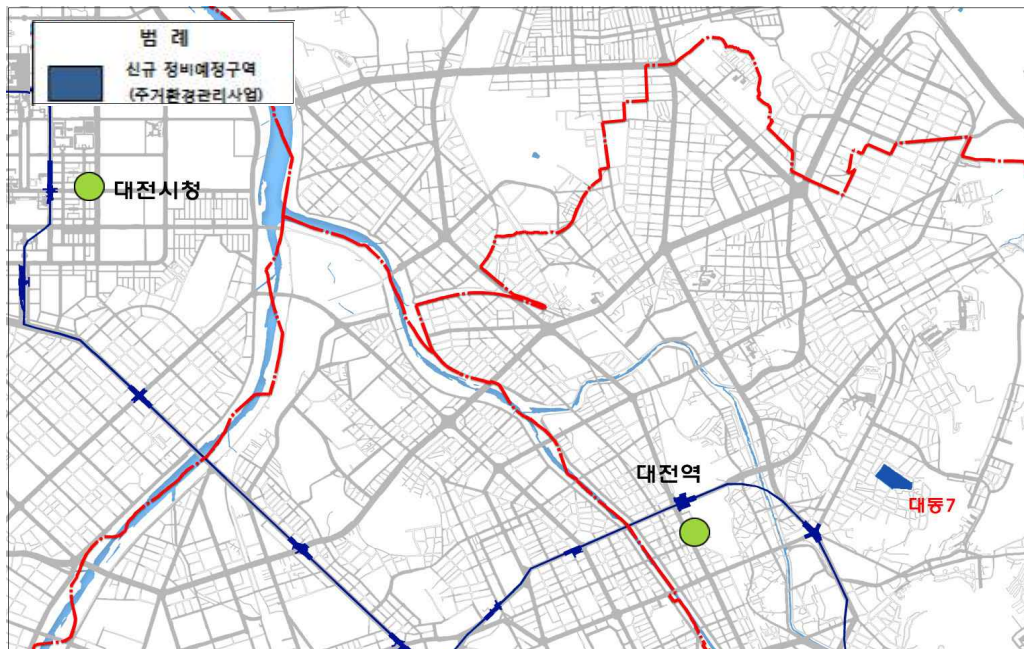 범 례
신규 정비예정구역
(주거환경관리사업)
대전시청
대전역
대동7